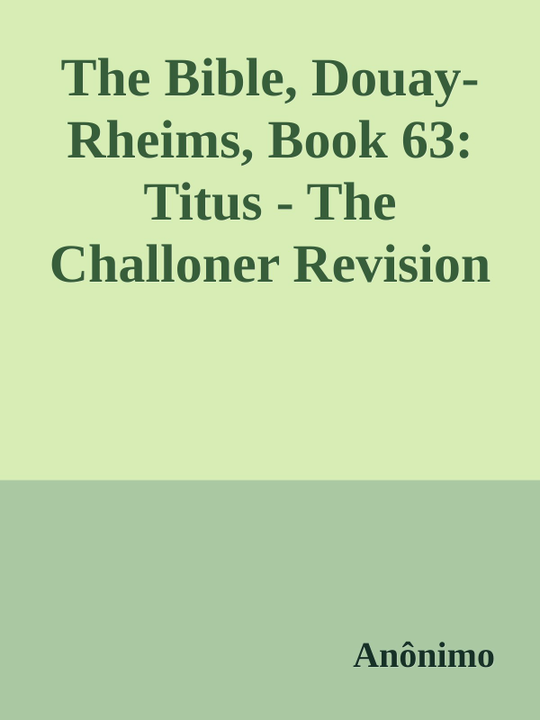 The Bible, Douay-
Rheims, Book 63:
Titus - The
Challoner Revision
Anônimo